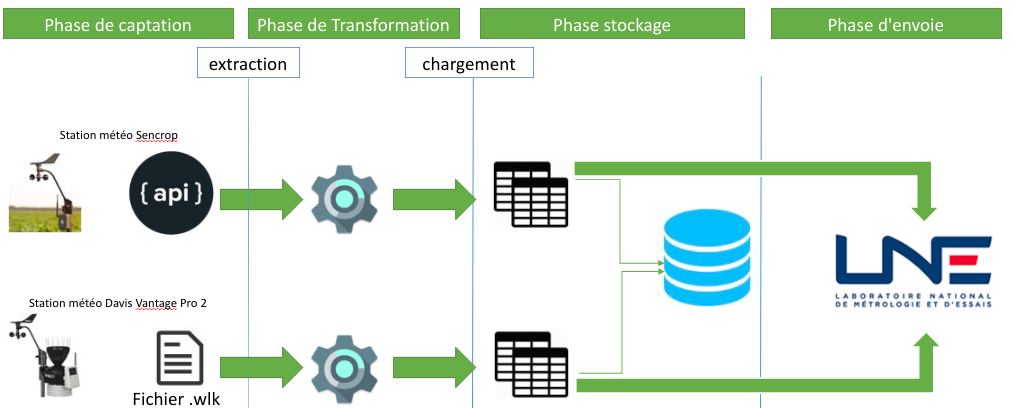 Phase de captation
Phase de Transformation
Phase stockage
Phase d'envoie
extraction
chargement
Station météo Sencrop
{ api }
LNE
LABORATOIRE NATIONAL
DE MÉTROLOGIE ET D'ESSAIS
Station météo Davis Vantage Pro 2
Fichier .wlk